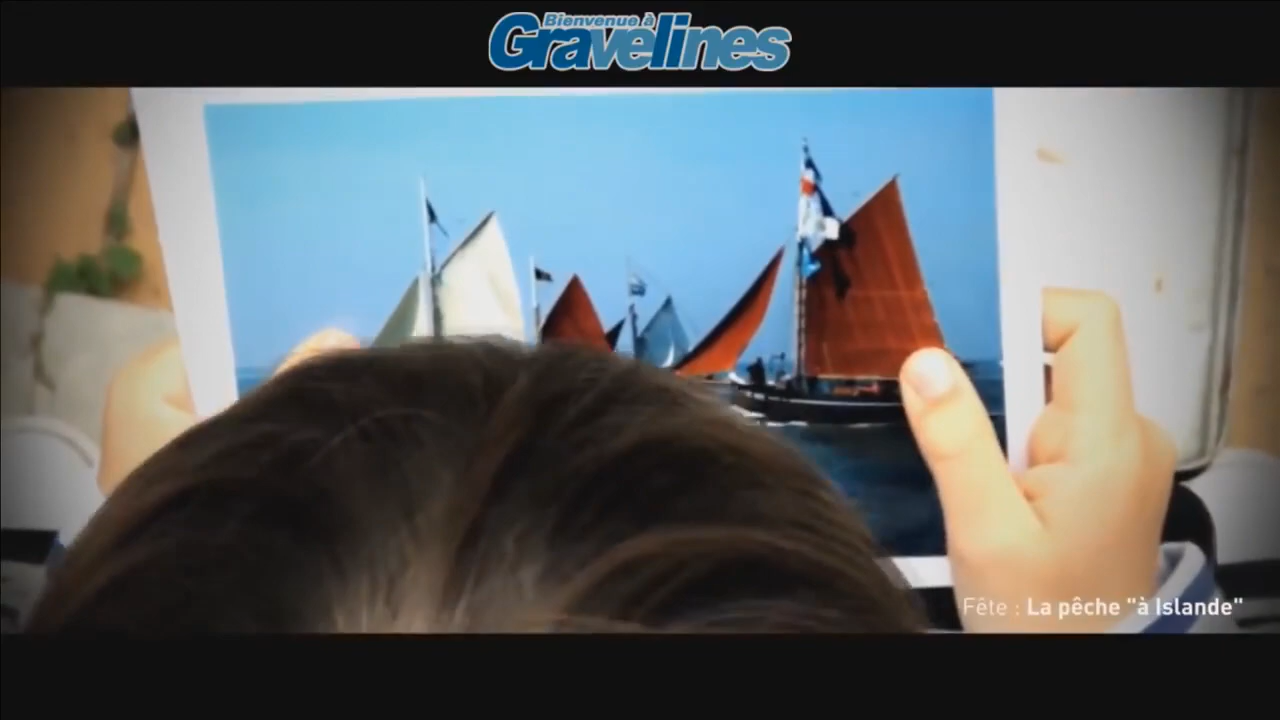 Bienvenue à
Gravelines
Fête : La pêche "à Islande"